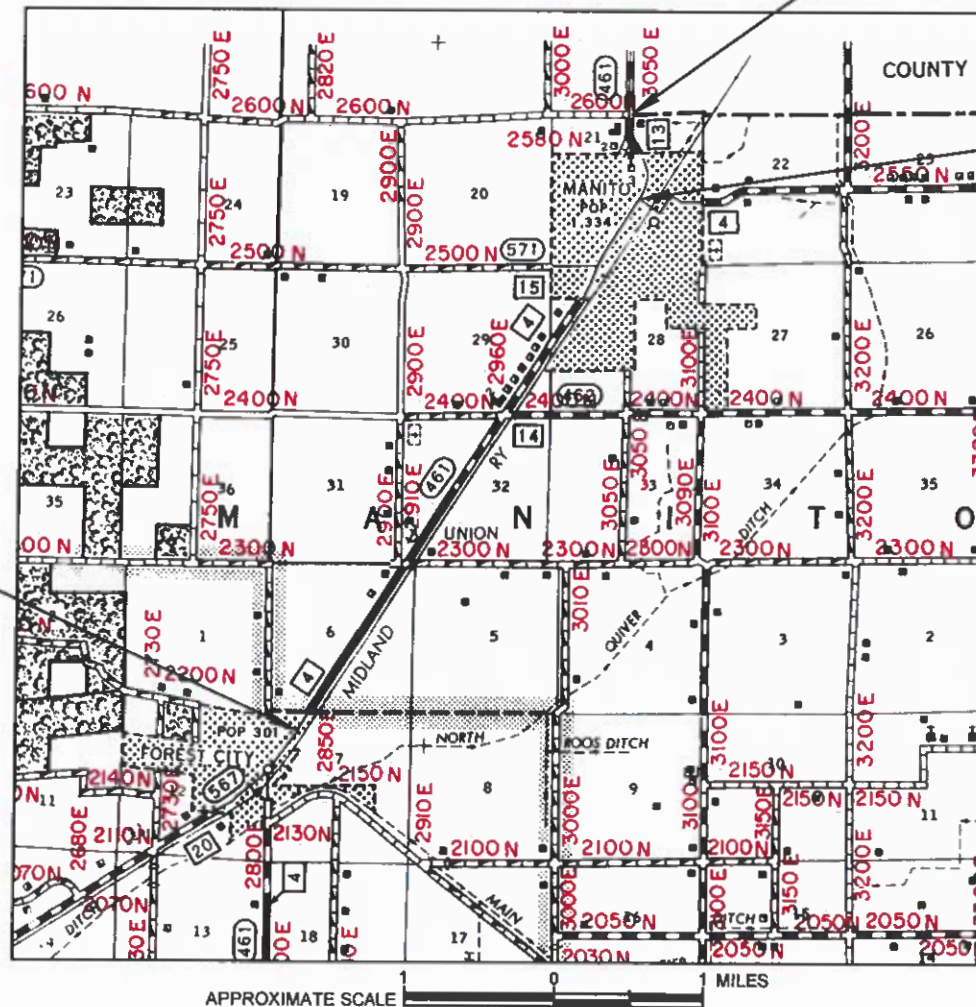 2750 E
2820 E
3000 E
461
3050 E
COUNTY
600 N
2600 N
2600 N
2600 N
2580 N
21
13
22
3200 E
2550 N
23
24
2750 E
19
2900 E
2900 E
20
MANITO
POP
1,334
4
2500 N
2500 N
571
15
4
26
25
2750 E
30
2900 E
29
2960 E
28
3100 E
27
3200 E
26
2400 N
2400 N
2400 N
2400 N
2400 N
2400 N
14
RY
35
36
2750 E
31
2900 E
2910 E
461
32
3050 E
3050
33
3090 E
3100 E
34
DITCH
3200 E
35
M A N I T O
UNION
00 N
2300 N
2300 N
2300 N
2300 N
2300 N
2730 E
1
6
5
3010 E
QUIVER
4
3
2
2200 N
4
MIDLAND
POP 301
2850 E
7
NORTH
ROOS DITCH
3100 E
3200 E
10
FOREST CITY
567
2140 N
2150 N
8
9
2150 N
2150 N
2150 N
11
11
2730 E
2910 E
3000 E
3100 E
3150 E
2680 E
2110 N
20
2800 E
2130 N
2100 N
2100 N
2100 N
3200 E
070 N
2070 N
DITCH
4
MAIN
3000 E
2050 N
DITCH
3150 E
2050 N
2050 N
13
461
18
17
2030 N
2050 N
2050
1 0 1 MILES
APPROXIMATE SCALE